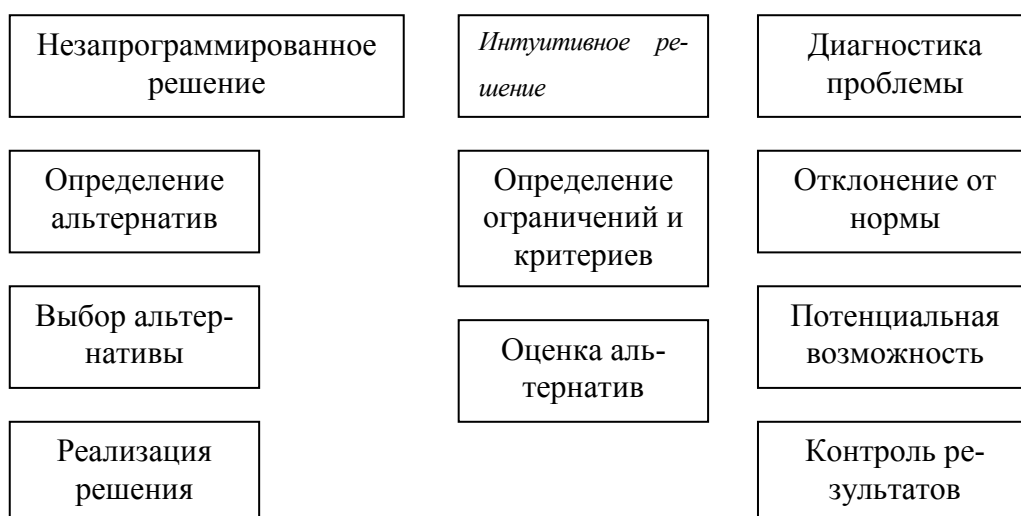 Незапрограммированное
решение
Интуитивное ре-
шение
Диагностика
проблемы
Определение
альтернатив
Определение
ограничений и
критериев
Отклонение от
нормы
Выбор альтер-
нативы
Оценка аль-
тернатив
Потенциальная
возможность
Реализация
решения
Контроль ре-
зультатов